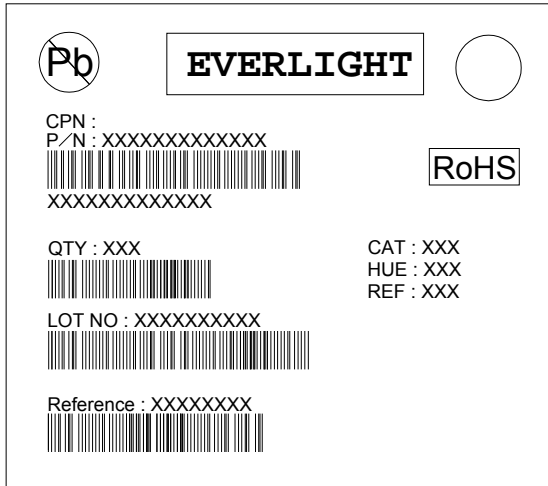 Pb
EVERLIGHT
CPN :
P/N : XXXXXXXXXXXXX
RoHS
XXXXXXXXXXXXX
QTY : XXX
CAT : XXX
HUE : XXX
REF : XXX
LOT NO : XXXXXXXXXX
Reference : XXXXXXXX